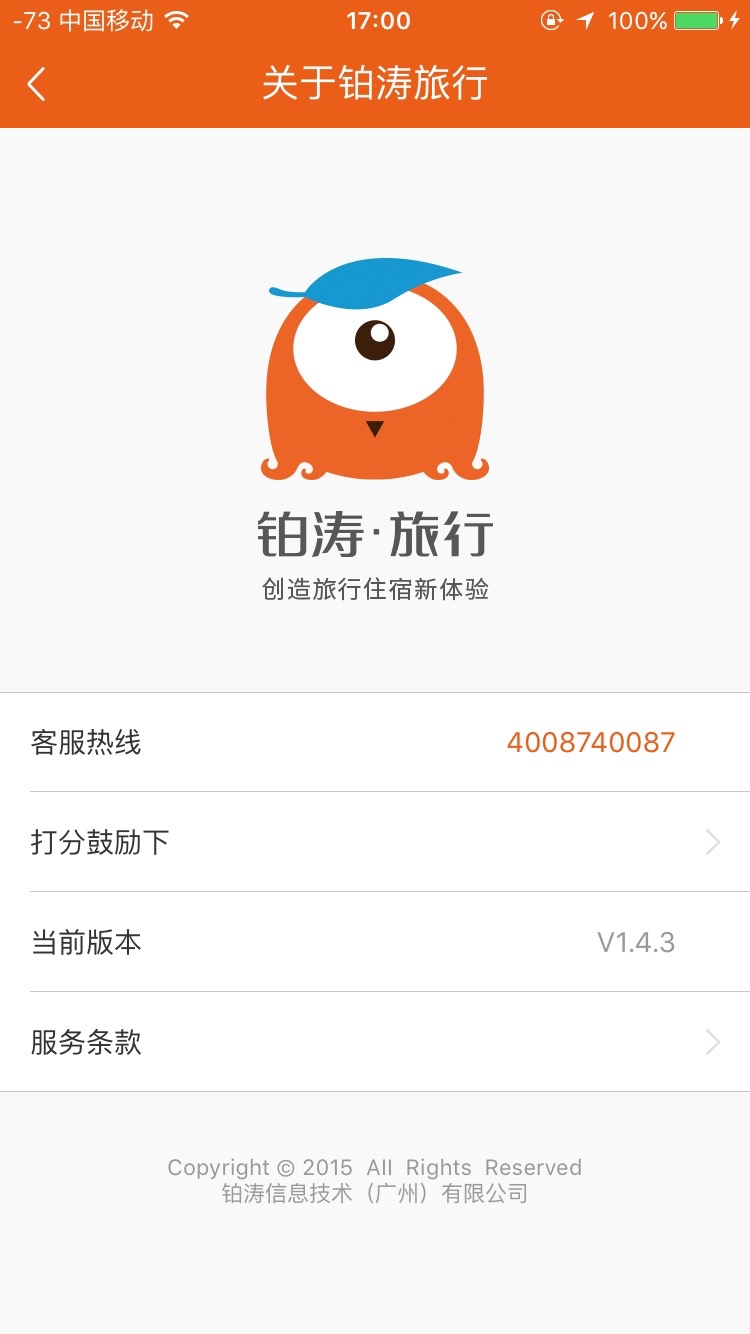 -73 中国移动 17:00 100%
关于铂涛旅行
铂涛·旅行
创造旅行住宿新体验
客服热线 4008740087
打分鼓励下
当前版本 V1.4.3
服务条款
Copyright © 2015 All Rights Reserved
铂涛信息技术（广州）有限公司